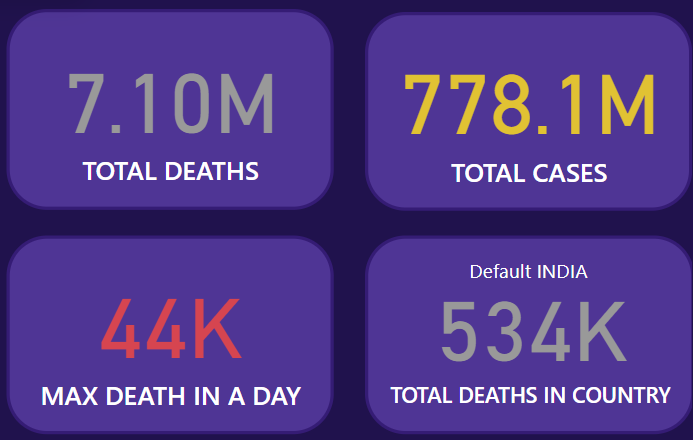 7.10M
TOTAL DEATHS
778.1M
TOTAL CASES
44K
MAX DEATH IN A DAY
Default INDIA
534K
TOTAL DEATHS IN COUNTRY